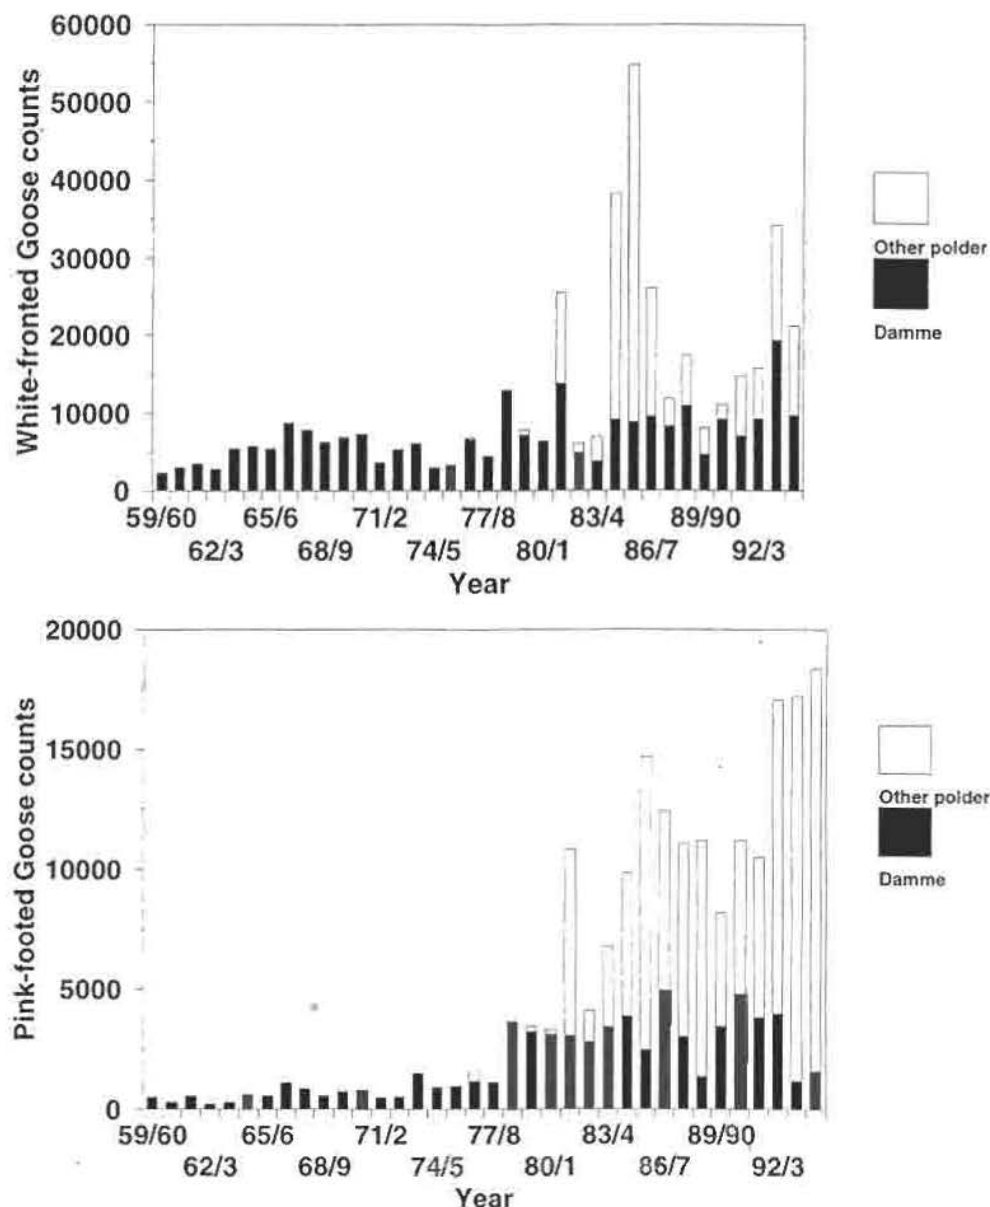 60000
50000
40000
30000
20000
10000
0
White-fronted Goose counts
59/60 65/6 71/2 77/8 83/4 89/90
62/3 68/9 74/5 80/1 86/7 92/3
Year
Other polder
Damme
20000
15000
10000
5000
0
Pink-footed Goose counts
59/60 65/6 71/2 77/8 83/4 89/90
62/3 68/9 74/5 80/1 86/7 92/3
Year
Other polder
Damme